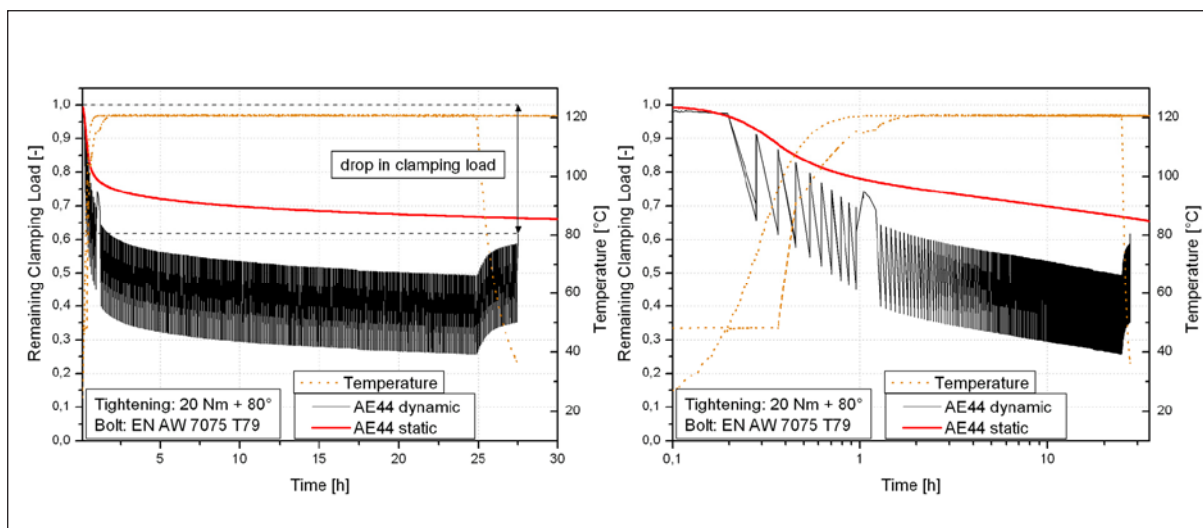 1,0
0,9
0,8
0,7
0,6
0,5
0,4
0,3
0,2
0,1
0,0
Remaining Clamping Load [-]
drop in clamping load
Temperature
AE44 dynamic
AE44 static
Tightening: 20 Nm + 80°
Bolt: EN AW 7075 T79
5
10
15
20
25
30
Time [h]
120
100
80
60
40
20
Temperature [°C]
1,0
0,9
0,8
0,7
0,6
0,5
0,4
0,3
0,2
0,1
0,0
Remaining Clamping Load [-]
Temperature
AE44 dynamic
AE44 static
Tightening: 20 Nm + 80°
Bolt: EN AW 7075 T79
0,1
1
10
Time [h]
120
100
80
60
40
20
Temperature [°C]